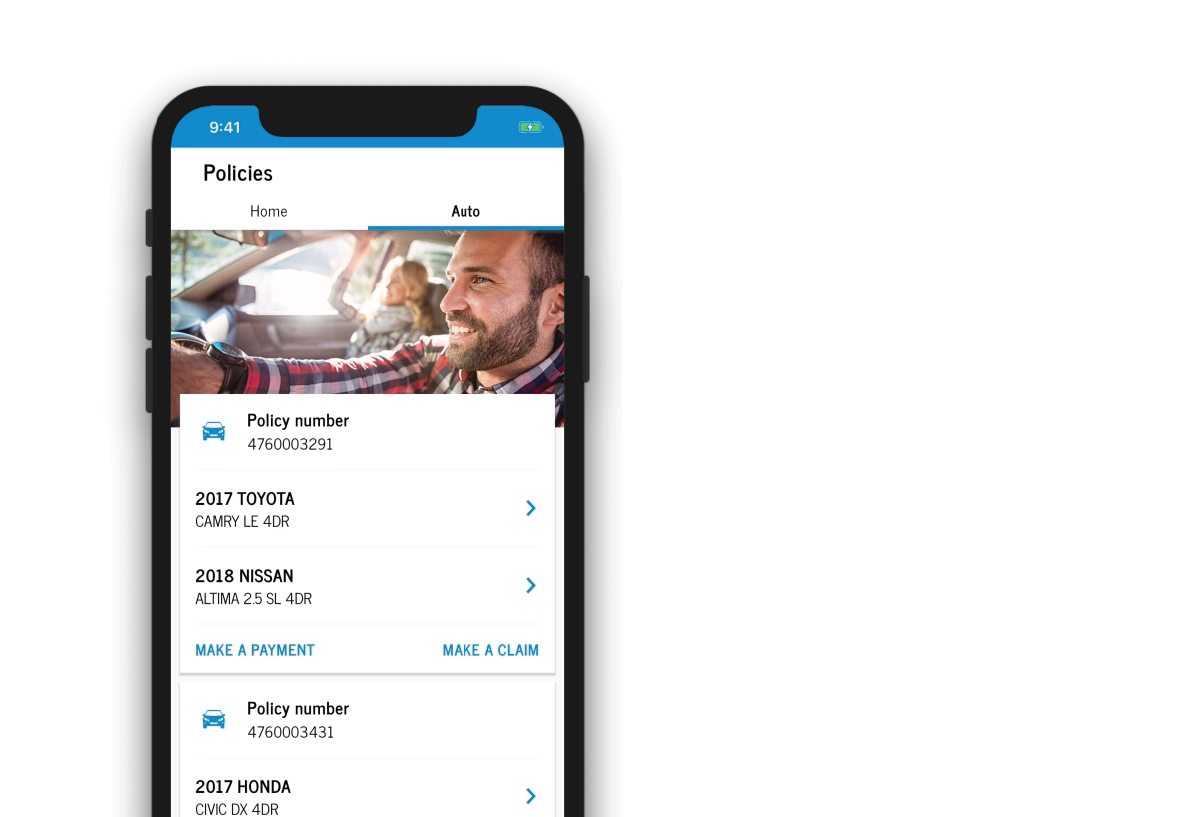 9:41
Policies
Home
Auto
Policy number
4760003291
2017 TOYOTA
CAMRY LE 4DR
2018 NISSAN
ALTIMA 2.5 SL 4DR
MAKE A PAYMENT
MAKE A CLAIM
Policy number
4760003431
2017 HONDA
CIVIC DX 4DR